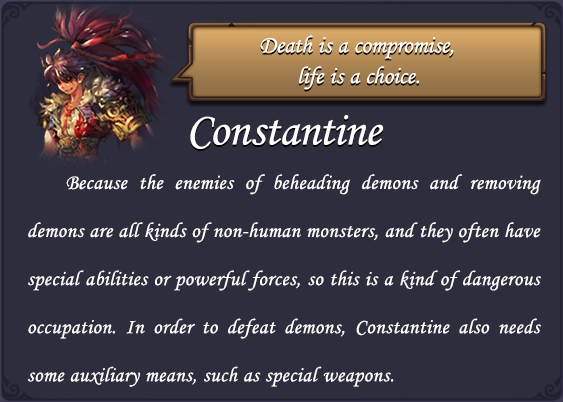 Death is a compromise,
life is a choice.
Constantine
Because the enemies of beheading demons and removing
demons are all kinds of non-human monsters, and they often have
special abilities or powerful forces, so this is a kind of dangerous
occupation. In order to defeat demons, Constantine also needs
some auxiliary means, such as special weapons.